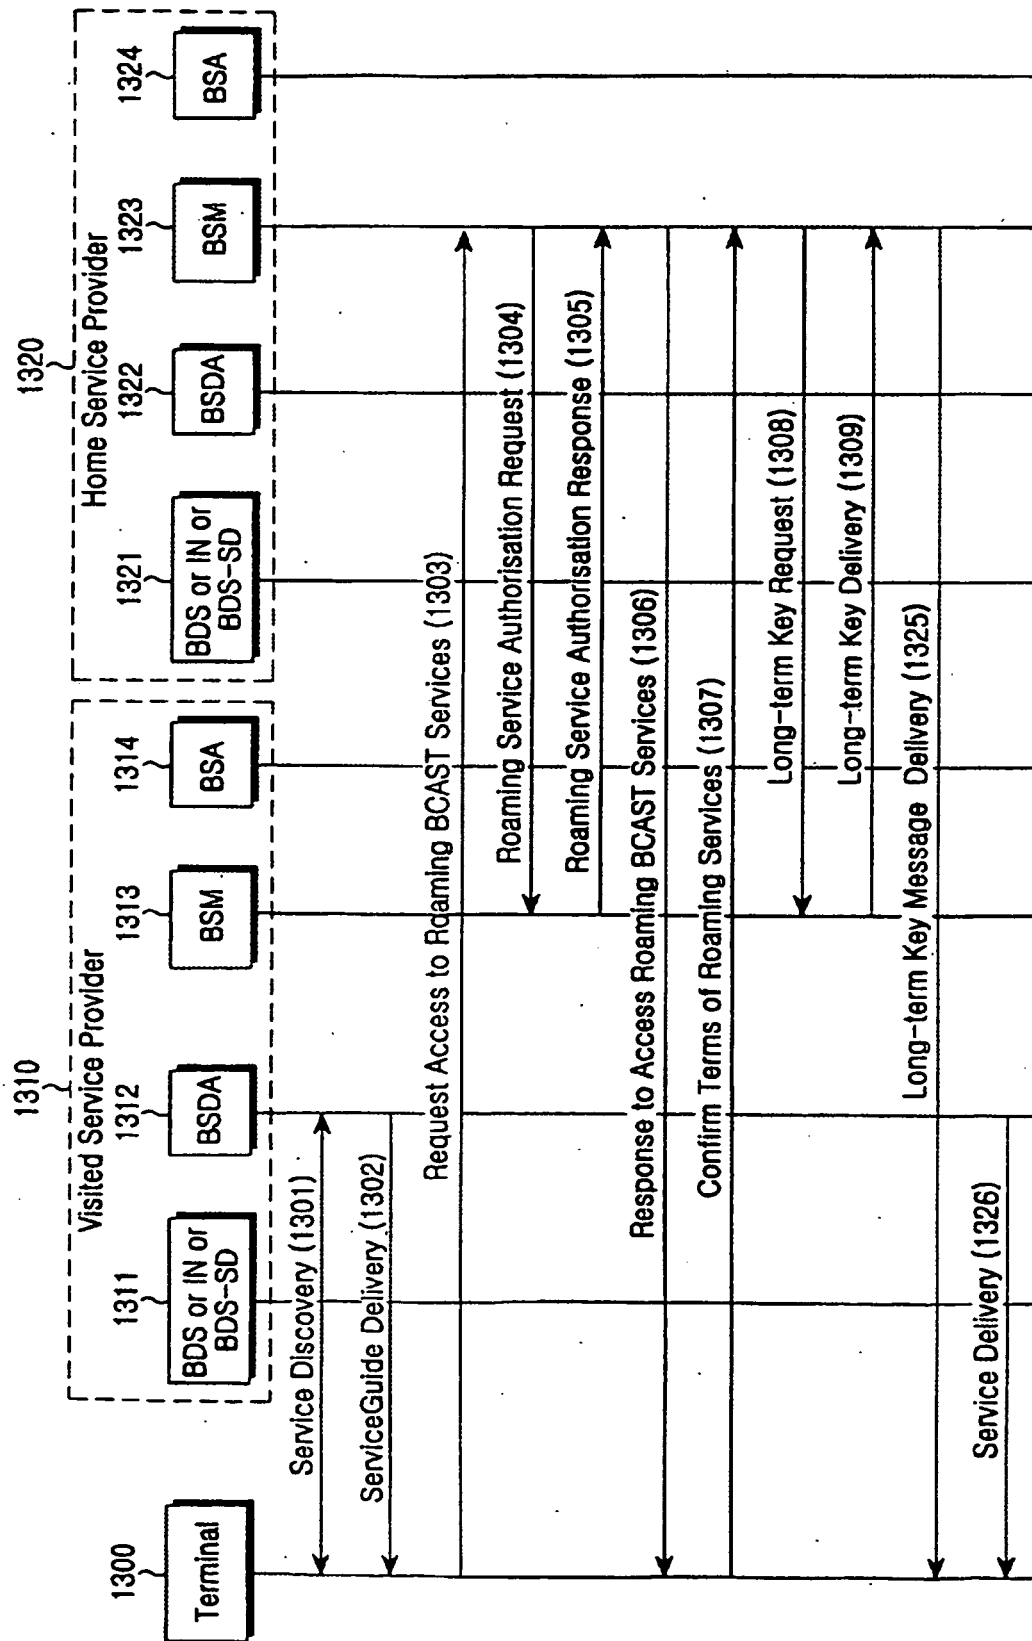 1310
Visited Service Provider
1320
Home Service Provider
1300
Terminal
1311
BDS or IN or
BDS-SD
1312
BSDA
1313
BSM
1314
BSA
1321
BDS or IN or
BDS-SD
1322
BSDA
1323
BSM
1324
BSA
Service Discovery (1301)
ServiceGuide Delivery (1302)
Request Access to Roaming BCAST Services (1303)
Roaming Service Authorisation Request (1304)
Roaming Service Authorisation Response (1305)
Response to Access Roaming BCAST Services (1306)
Confirm Terms of Roaming Services (1307)
Long-term Key Request (1308)
Long-term Key Delivery (1309)
Long-term Key Message Delivery (1325)
Service Delivery (1326)